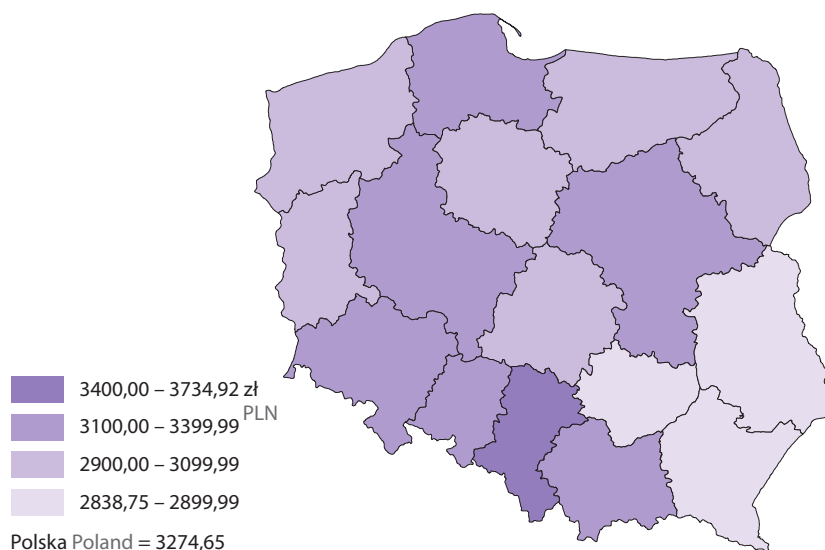 3400,00 – 3734,92 zł
PLN
3100,00 – 3399,99
2900,00 – 3099,99
2838,75 – 2899,99
Polska Poland = 3274,65